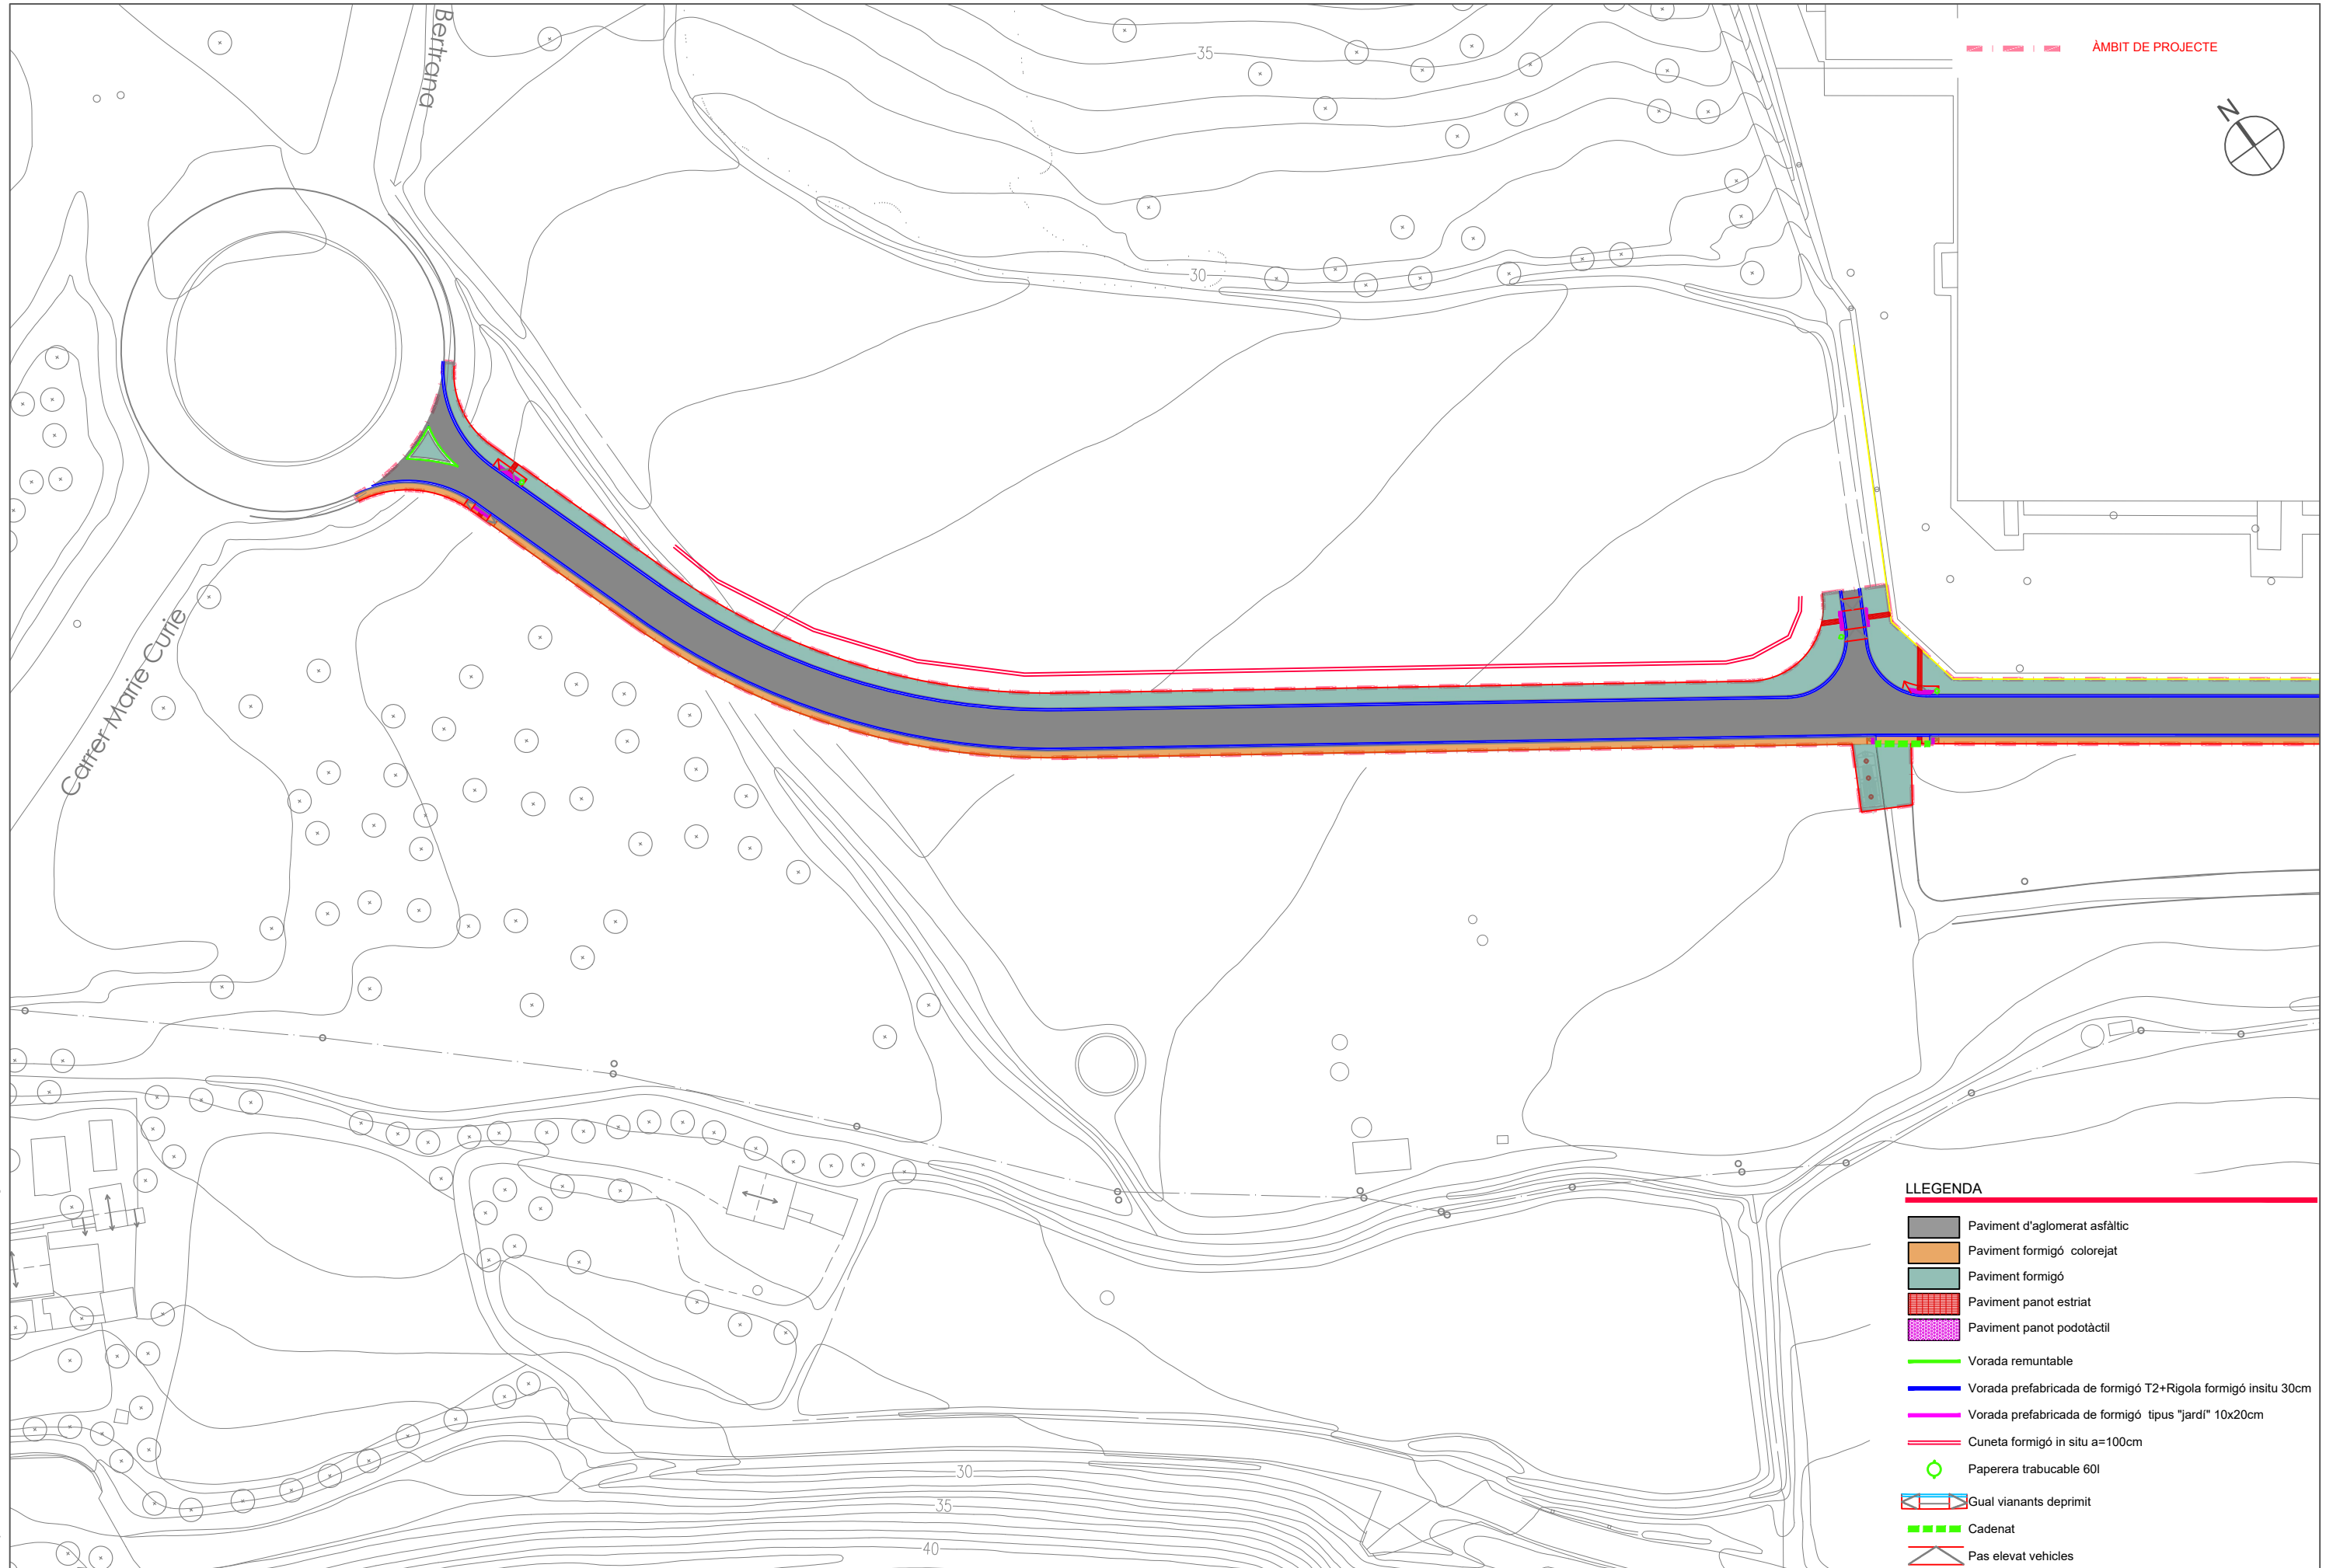 Bertrana
35
ÀMBIT DE PROJECTE
N
30
Carrer Marie Curie
LLEGENDA
Paviment d'aglomerat asfàltic
Paviment formigó colorejat
Paviment formigó
Paviment panot estriat
Paviment panot podotàctil
Vorada remuntable
Vorada prefabricada de formigó T2+Rigola formigó insitu 30cm
Vorada prefabricada de formigó tipus "jardí" 10x20cm
Cuneta formigó in situ a=100cm
Paperera trabucable 60l
Gual vianants deprimit
Cadenat
Pas elevat vehicles
30
35
40